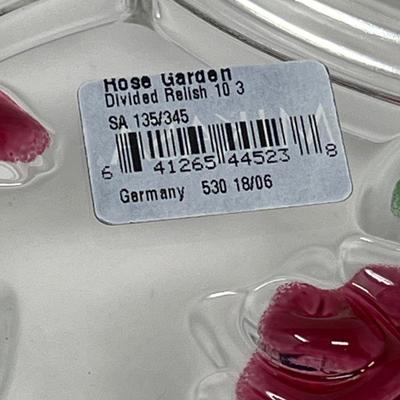 Rose Garden
Divided Relish 10 3
SA 135/345
6 41265 44523 8
Germany 530 18/06